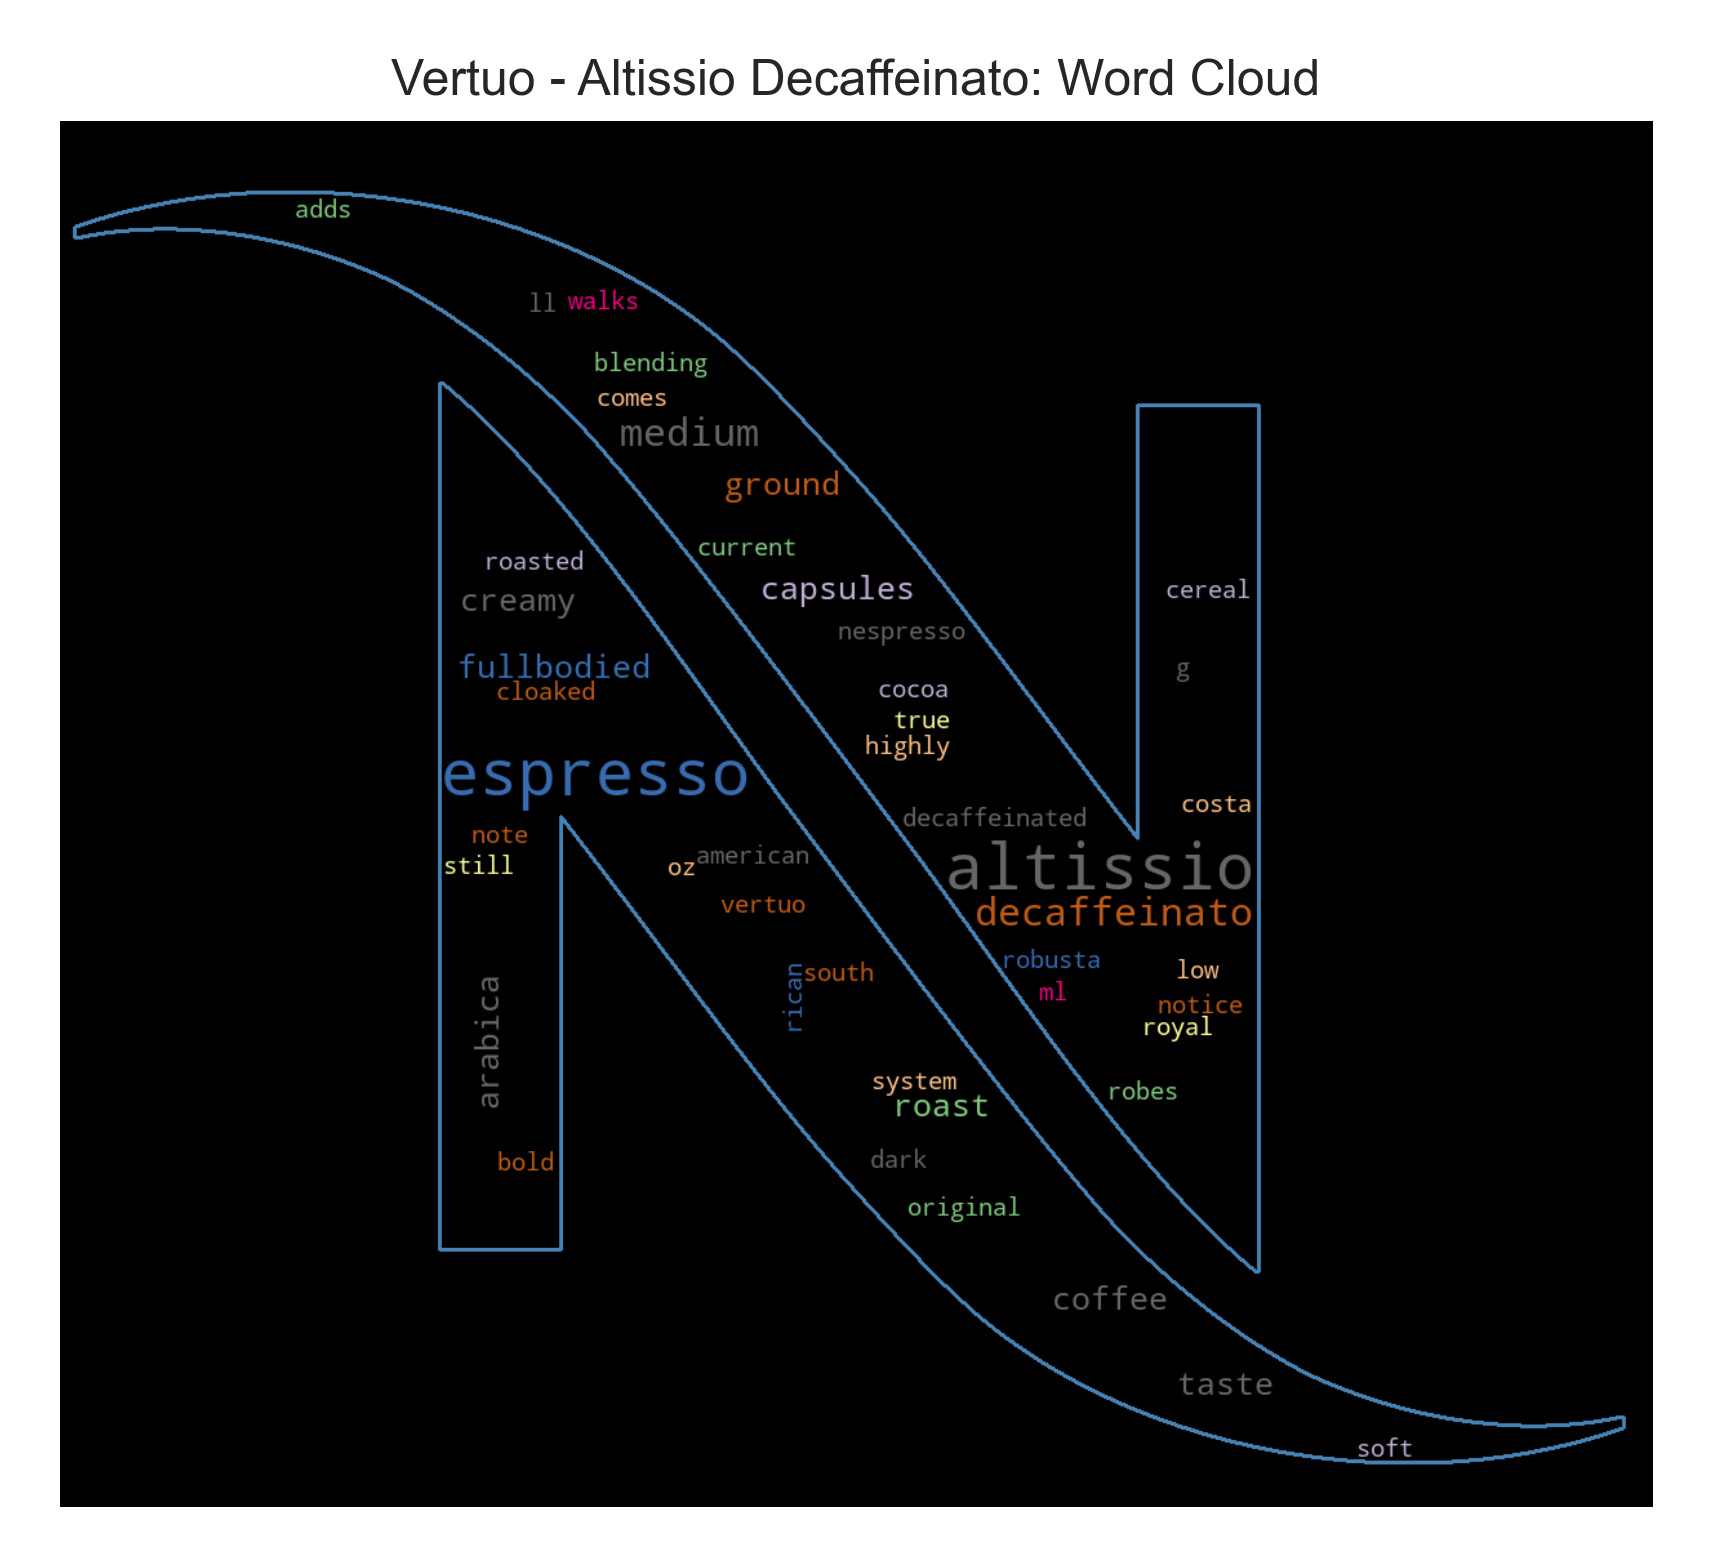 Vertuo - Altissio Decaffeinato: Word Cloud
adds
ll walks
blending
comes
medium
ground
current
roasted
capsules
cereal
creamy
nespresso
fullbodied
g
cloaked
cocoa
true
highly
espresso
costa
decaffeinated
note
still
american
oz
altissio
vertuo
decaffeinato
robusta
low
south
rican
ml
notice
royal
arabica
system
robes
roast
dark
bold
original
coffee
taste
soft